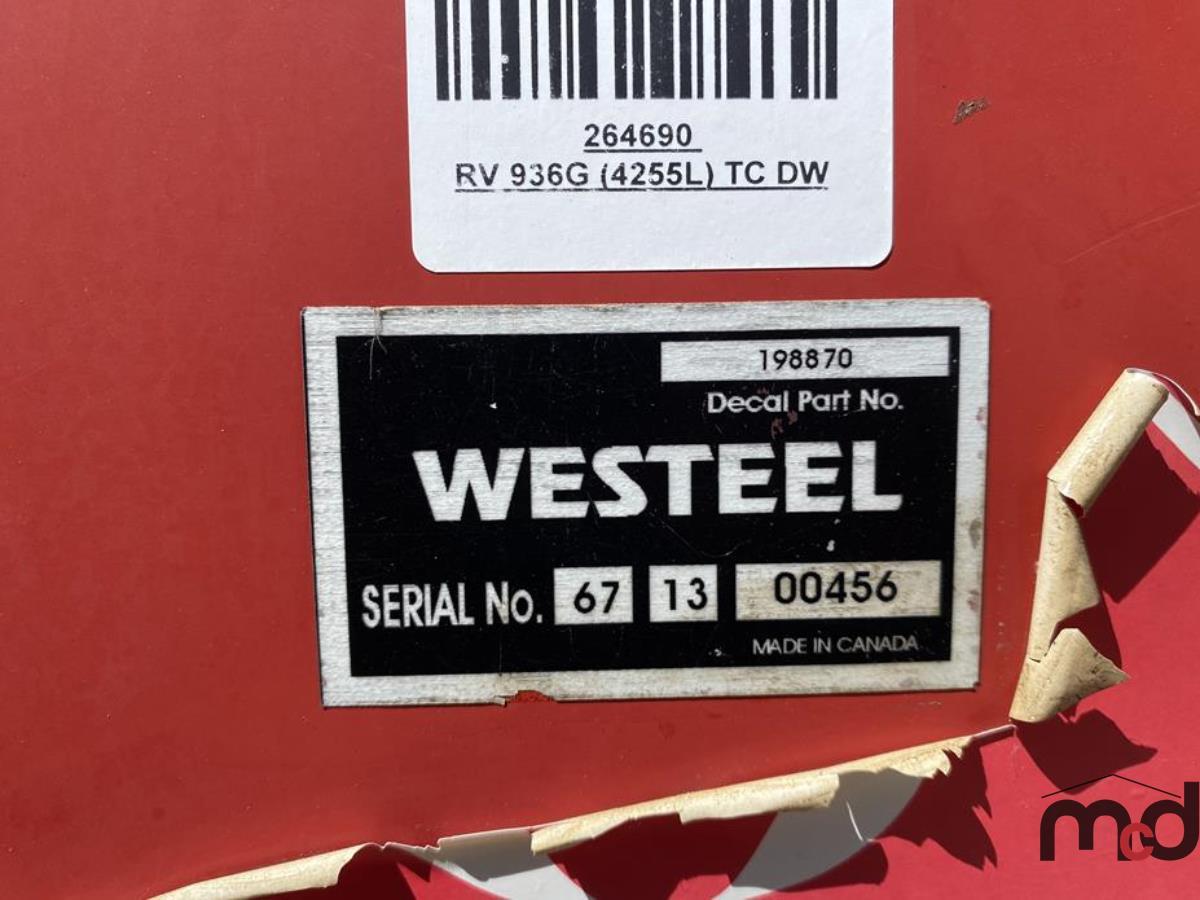 264690
RV 936G (4255L) TC DW
198870
Decal Part No.
WESTEEL
SERIAL No. 67 13 00456
MADE IN CANADA
mcd